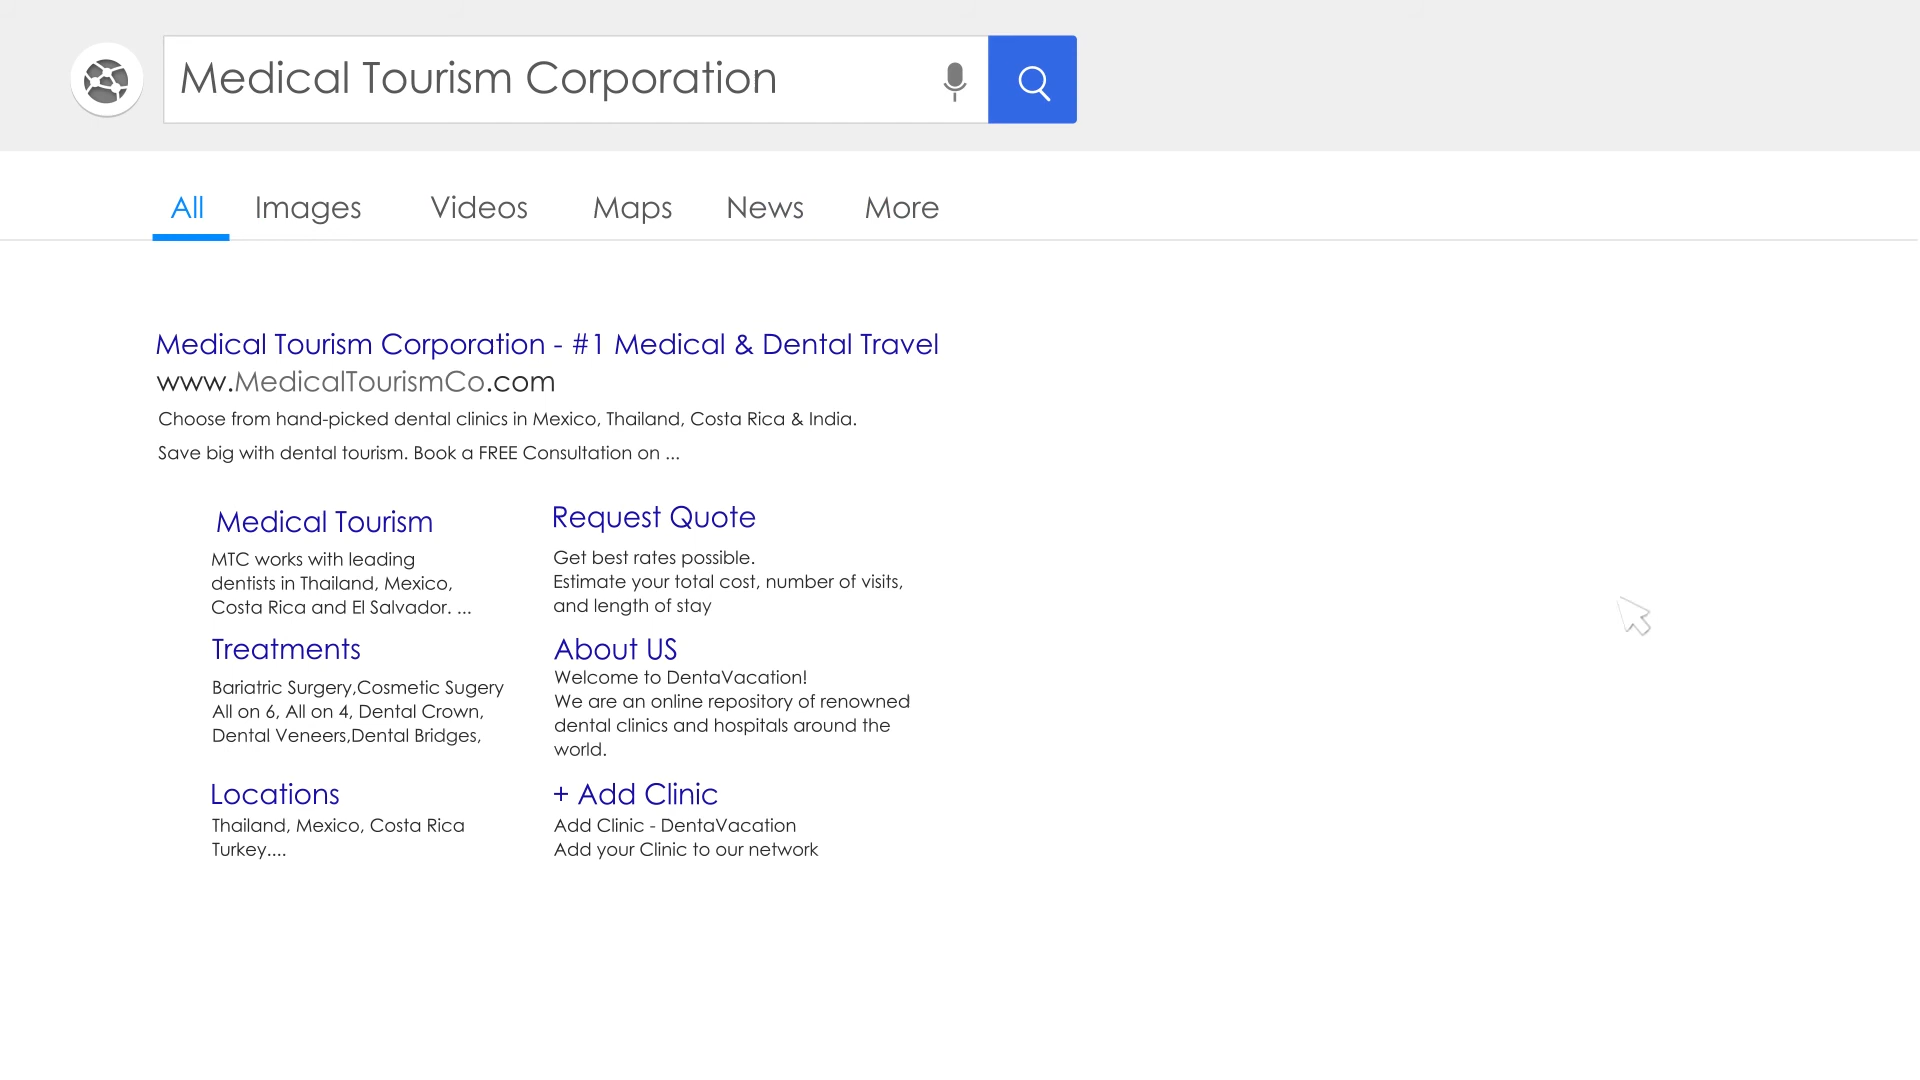 Medical Tourism Corporation
All Images Videos Maps News More
Medical Tourism Corporation - #1 Medical & Dental Travel
www.MedicalTourismCo.com
Choose from hand-picked dental clinics in Mexico, Thailand, Costa Rica & India.
Save big with dental tourism. Book a FREE Consultation on ...
Medical Tourism
MTC works with leading
dentists in Thailand, Mexico,
Costa Rica and El Salvador. ...
Request Quote
Get best rates possible.
Estimate your total cost, number of visits,
and length of stay
Treatments
Bariatric Surgery,Cosmetic Sugery
All on 6, All on 4, Dental Crown,
Dental Veneers,Dental Bridges,
About US
Welcome to DentaVacation!
We are an online repository of renowned
dental clinics and hospitals around the
world.
Locations
Thailand, Mexico, Costa Rica
Turkey....
+ Add Clinic
Add Clinic - DentaVacation
Add your Clinic to our network